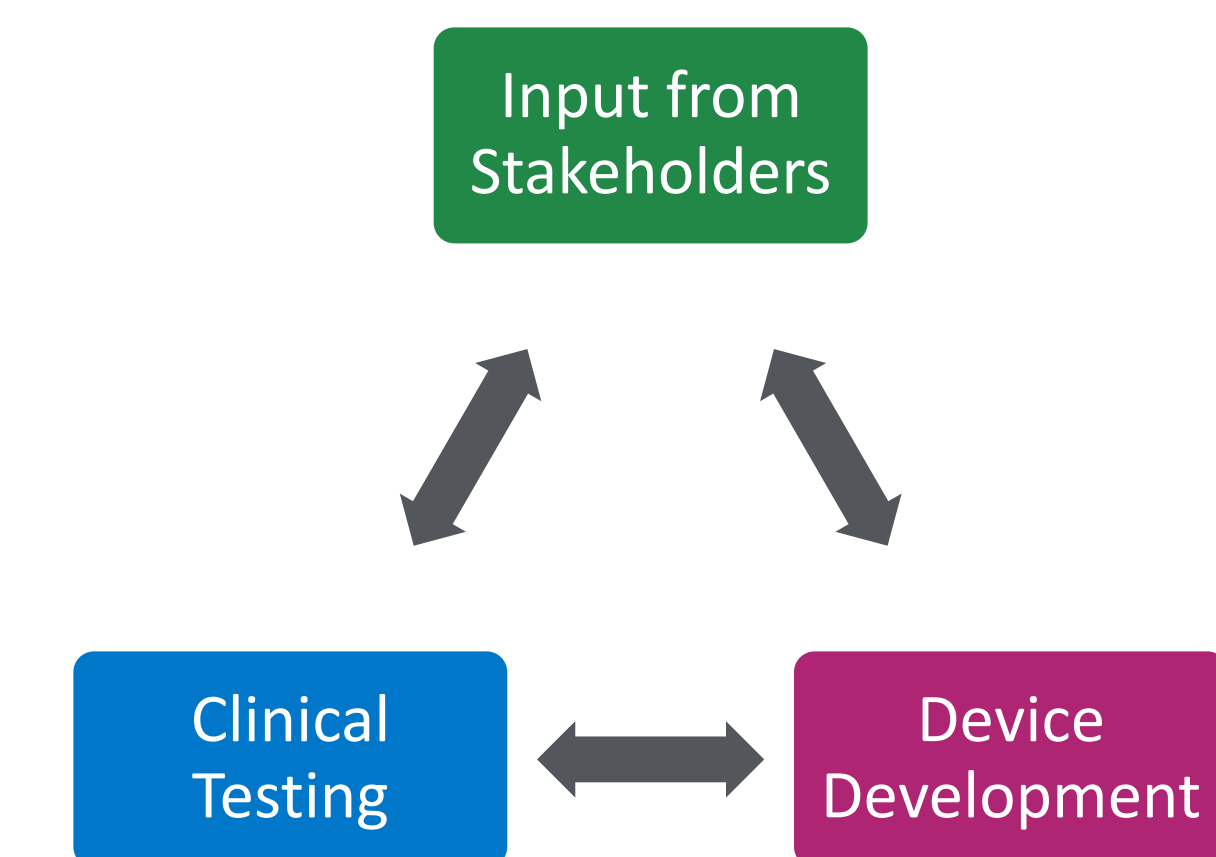 Input from
Stakeholders
Clinical
Testing
Device
Development